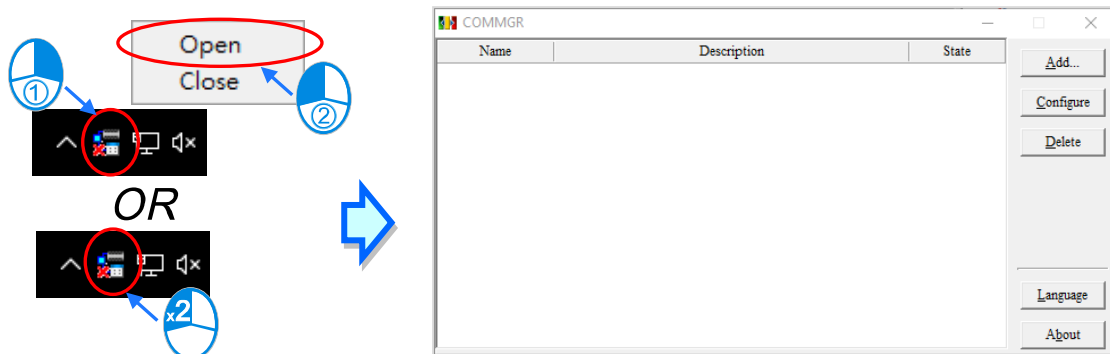 Open
Close
①
②
OR
x2
COMMGR
Name Description State
Add...
Configure
Delete
Language
About